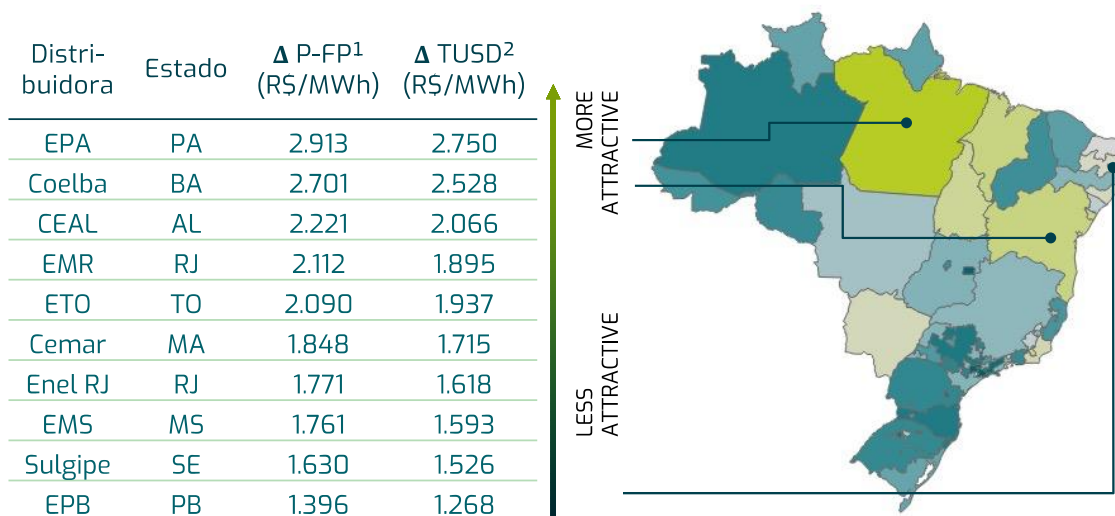 Distri-
buidora Estado Δ P-FP¹
(R$/MWh) Δ TUSD²
(R$/MWh)
EPA PA 2.913 2.750
Coelba BA 2.701 2.528
CEAL AL 2.221 2.066
EMR RJ 2.112 1.895
ETO TO 2.090 1.937
Cemar MA 1.848 1.715
Enel RJ RJ 1.771 1.618
EMS MS 1.761 1.593
Sulgipe SE 1.630 1.526
EPB PB 1.396 1.268
MORE
ATTRACTIVE
LESS
ATTRACTIVE